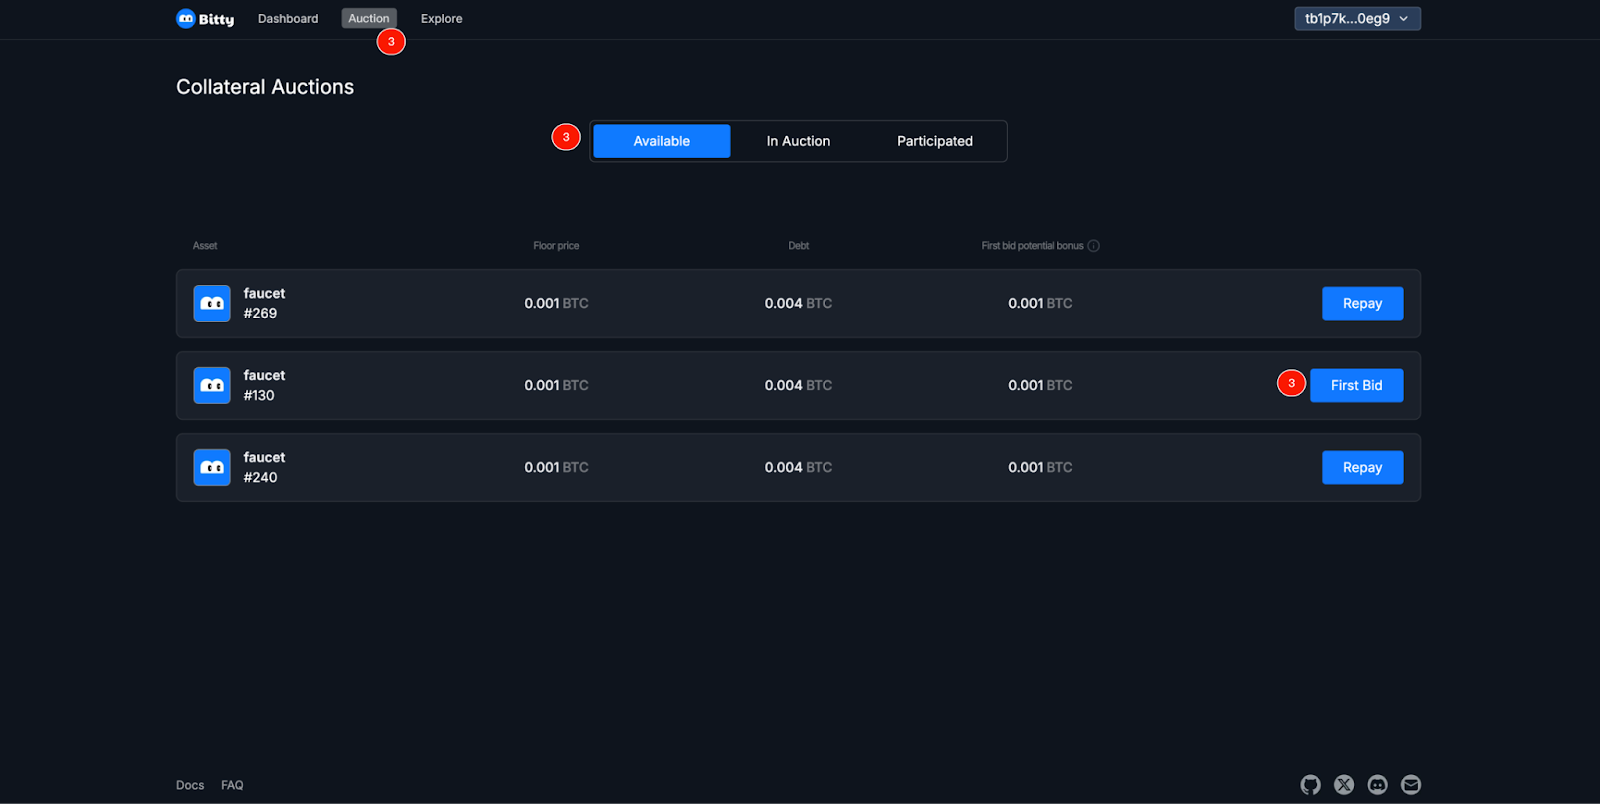 Bitty Dashboard Auction Explore tb1p7k...0eg9
3
Collateral Auctions
3 Available In Auction Participated
Asset Floor price Debt First bid potential bonus
faucet
#269
0.001 BTC 0.004 BTC 0.001 BTC Repay
faucet
#130
0.001 BTC 0.004 BTC 0.001 BTC 3 First Bid
faucet
#240
0.001 BTC 0.004 BTC 0.001 BTC Repay
Docs FAQ